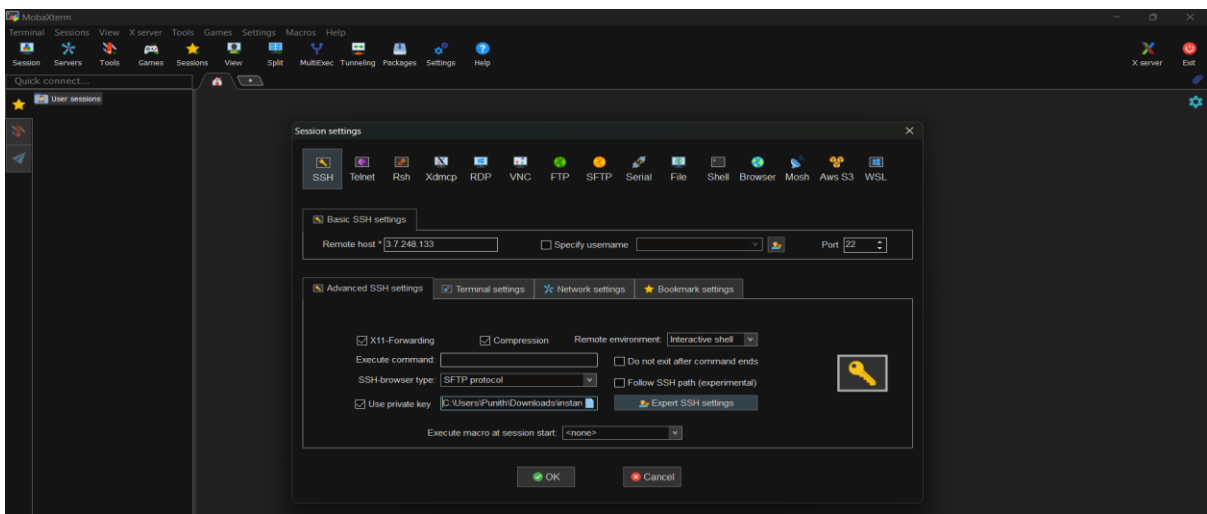 MobaXterm
Terminal Sessions View X server Tools Games Settings Macros Help
Session Servers Tools Games Sessions View Split MultiExec Tunneling Packages Settings Help X server Exit
Quick connect...
User sessions
Session settings
SSH Telnet Rsh Xdmcp RDP VNC FTP SFTP Serial File Shell Browser Mosh Aws S3 WSL
Basic SSH settings
Remote host * 3.7.248.133 Specify username Port 22
Advanced SSH settings Terminal settings Network settings Bookmark settings
X11-Forwarding Compression Remote environment: Interactive shell
Execute command: Do not exit after command ends
SSH-browser type: SFTP protocol Follow SSH path (experimental)
Use private key C:\Users\Punith\Downloads\instan Expert SSH settings
Execute macro at session start: <none>
OK Cancel